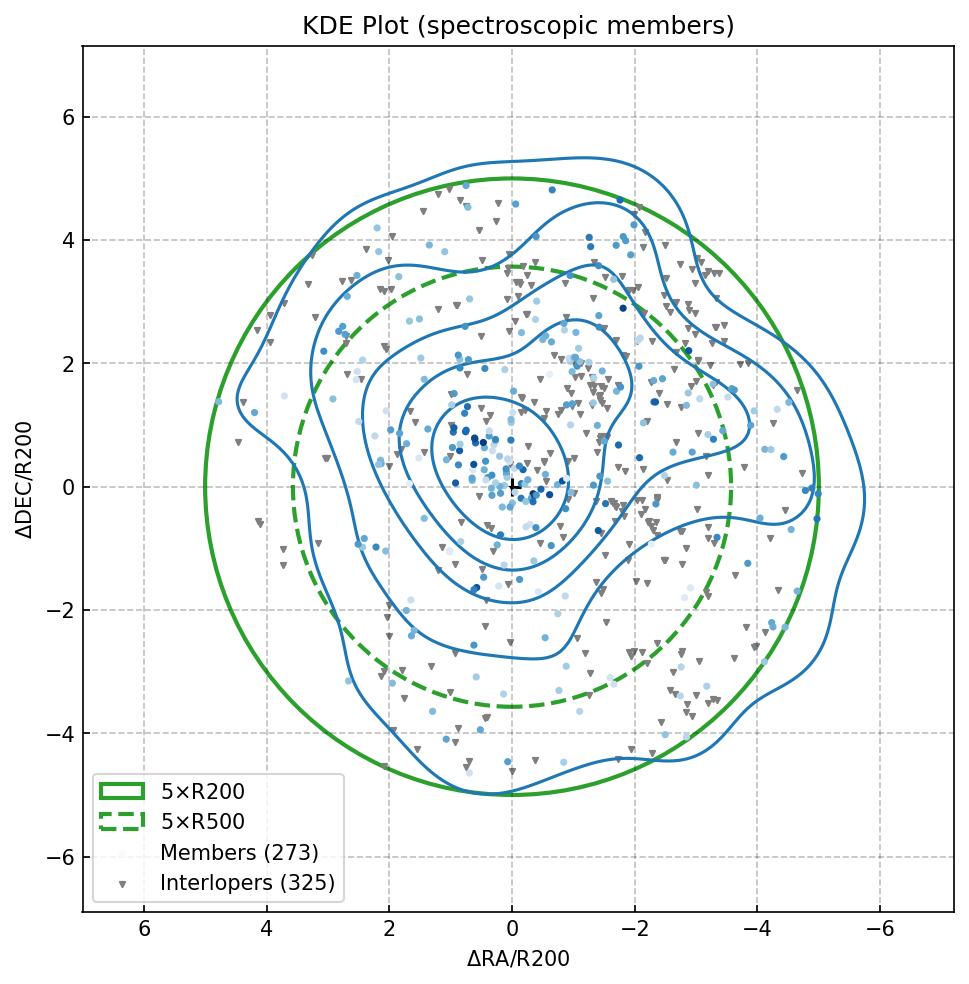 KDE Plot (spectroscopic members)
6
4
2
0
−2
−4
−6
ΔDEC/R200
5×R200
5×R500
Members (273)
Interlopers (325)
6 4 2 0 −2 −4 −6
ΔRA/R200